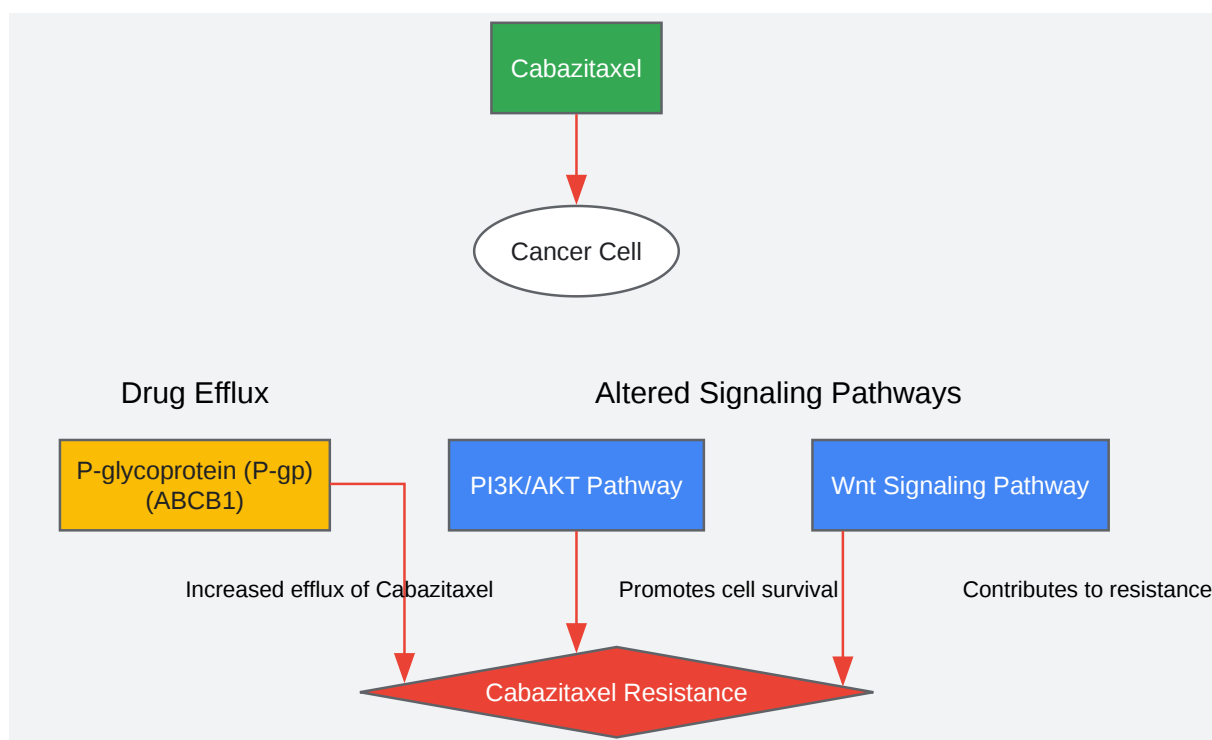 Cabazitaxel
Cancer Cell
Drug Efflux
Altered Signaling Pathways
P-glycoprotein (P-gp)
(ABCB1)
PI3K/AKT Pathway
Wnt Signaling Pathway
Increased efflux of Cabazitaxel
Promotes cell survival
Contributes to resistance
Cabazitaxel Resistance